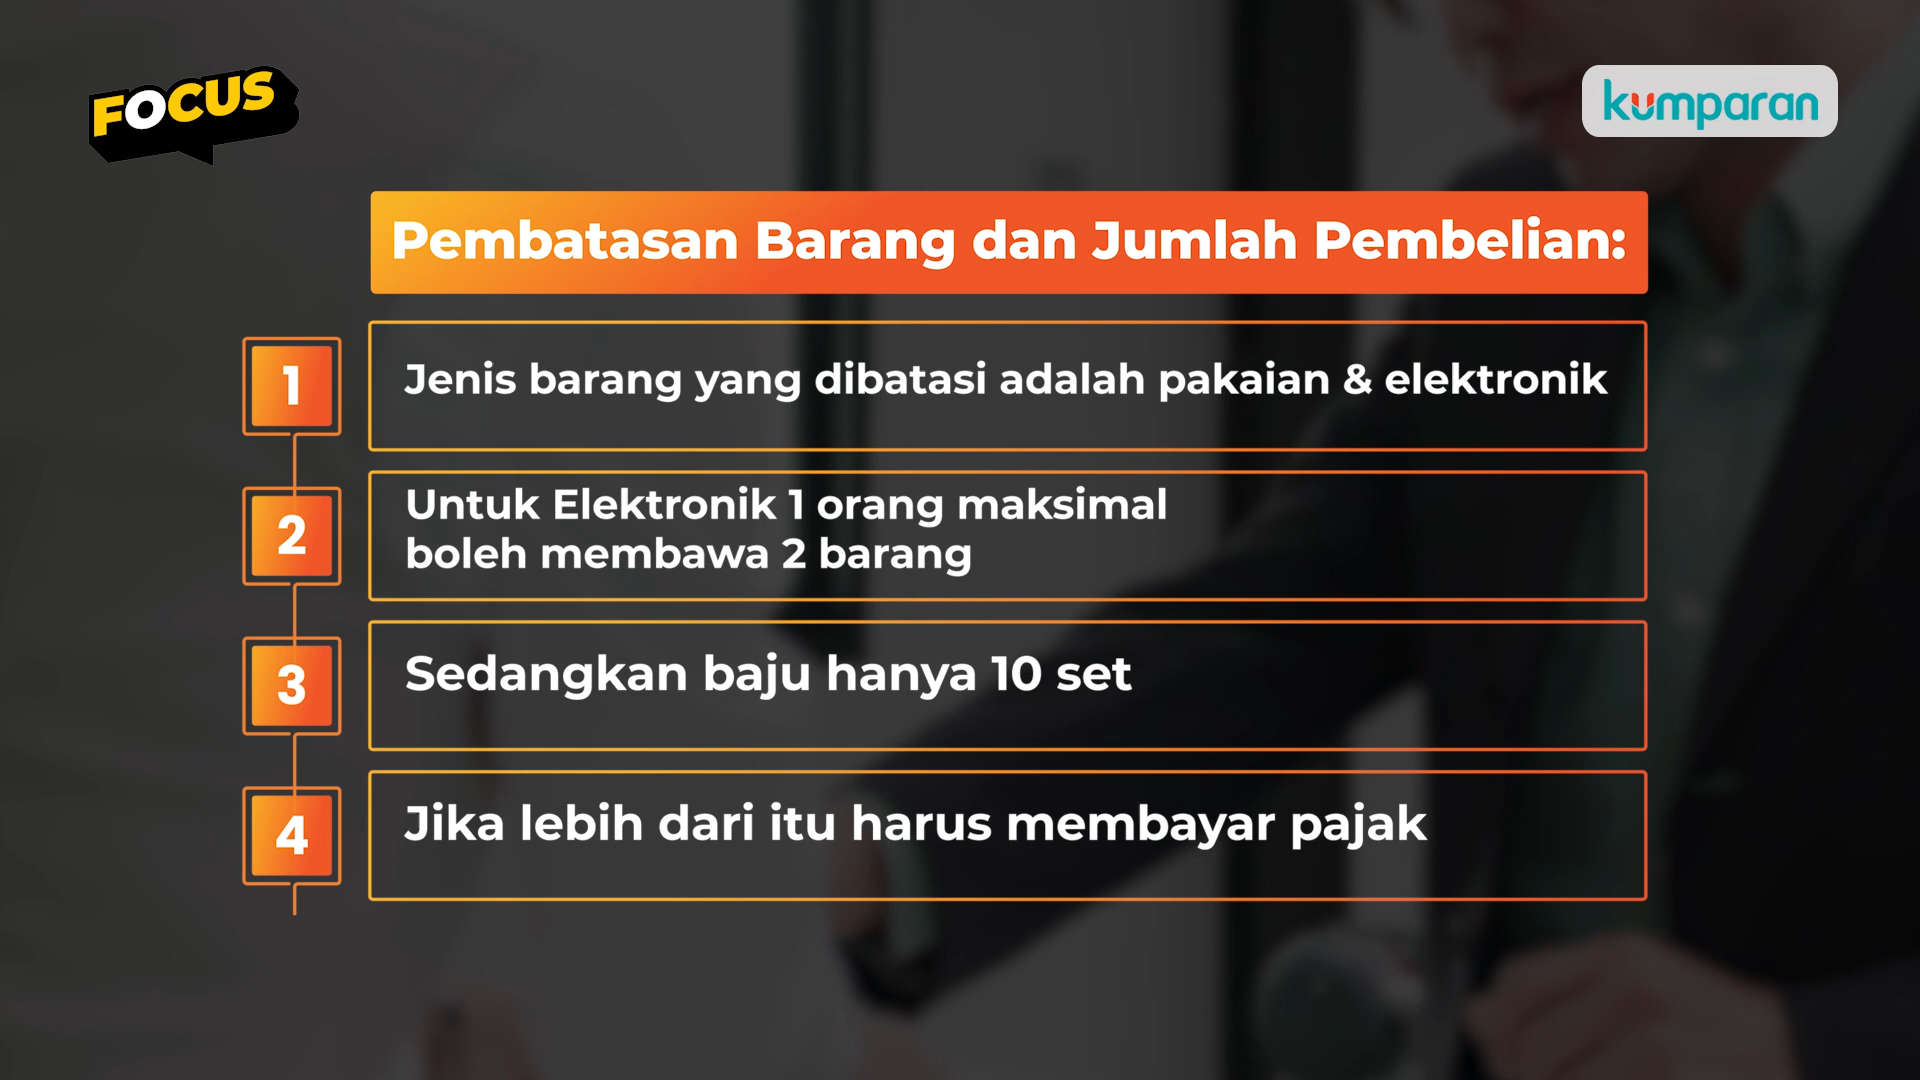 FOCUS
kumparan
Pembatasan Barang dan Jumlah Pembelian:
1
Jenis barang yang dibatasi adalah pakaian & elektronik
2
Untuk Elektronik 1 orang maksimal
boleh membawa 2 barang
3
Sedangkan baju hanya 10 set
4
Jika lebih dari itu harus membayar pajak